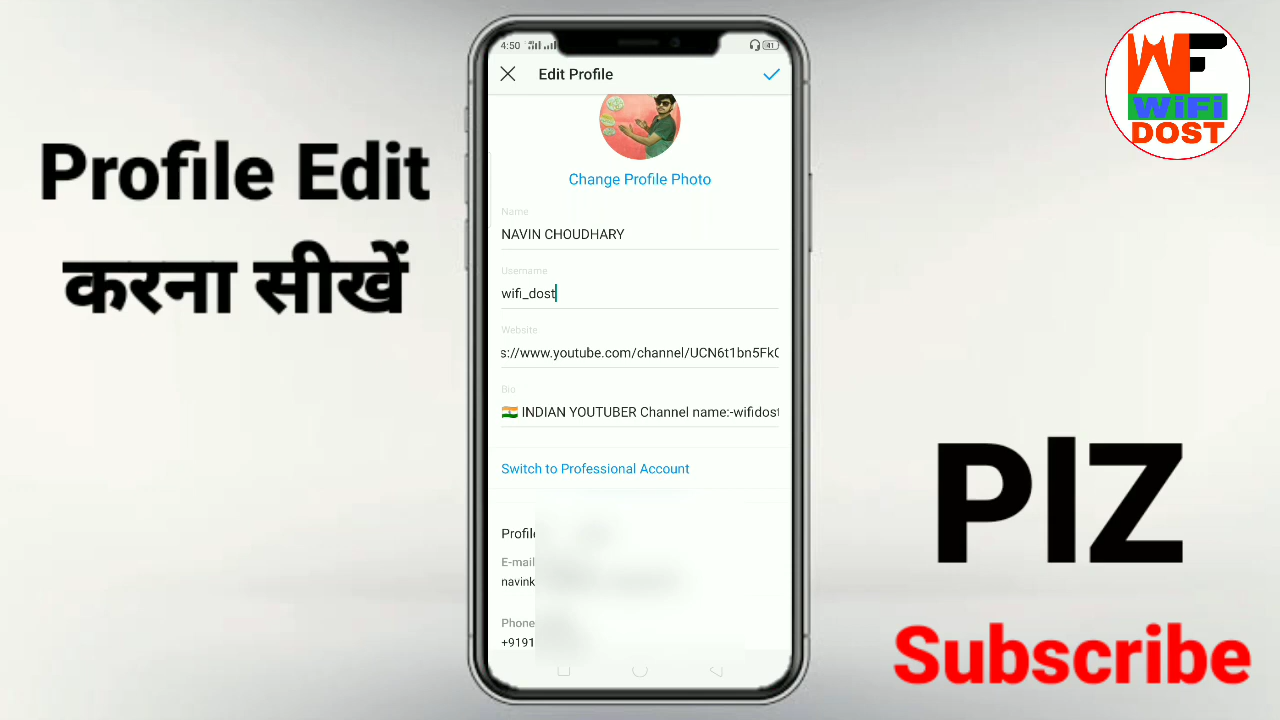 Profile Edit
करना सीखें
4:50
41
Edit Profile
Change Profile Photo
Name
NAVIN CHOUDHARY
Username
wifi_dost
Website
s://www.youtube.com/channel/UCN6t1bn5Fk
Bio
🇮🇳 INDIAN YOUTUBER Channel name:-wifidost
Switch to Professional Account
Profile
E-mail
navink
Phone
+9191
WF
WiFi
DOST
PlZ
Subscribe